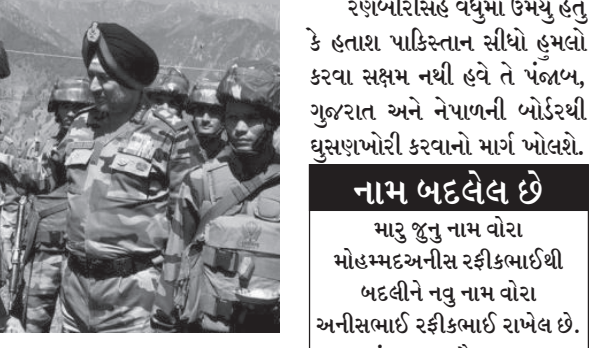 રણબીરસિંહે વધુમાં ઉમર્યું હતું
કે હતાશ પાકિસ્તાન સીધો હુમલો
કરવા સક્ષમ નથી હવે તે પંજાબ,
ગુજરાત અને નેપાળની બોર્ડરથી
ઘુસણખોરી કરવાનો માર્ગ ખોલશે.
નામ બદલેલ છે
મારુ જુનુ નામ વોરા
મોહમ્મદઅનીસ રફીકભાઈથી
બદલીને નવુ નામ વોરા
અનીસભાઈ રફીકભાઈ રાખેલ છે.